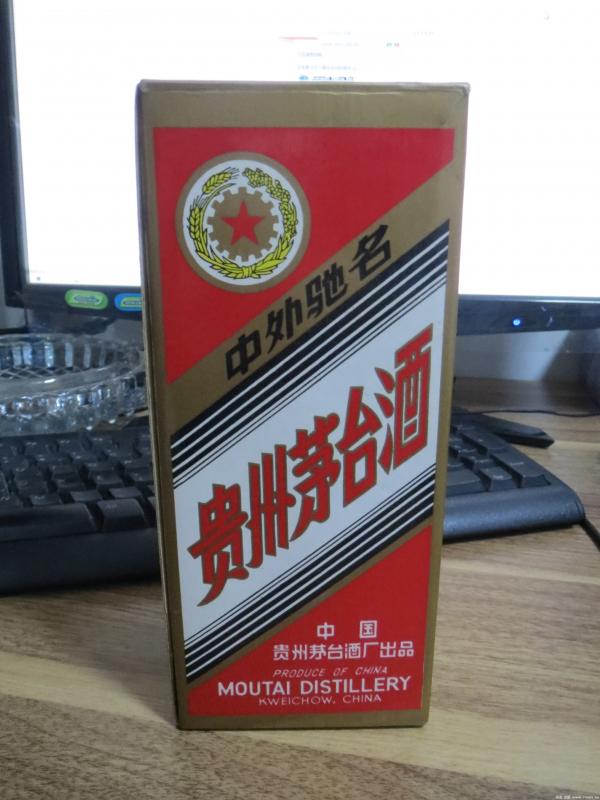 中外驰名
贵州茅台酒
中国
贵州茅台酒厂出品
PRODUCE OF CHINA
MOUTAI DISTILLERY
KWEICHOW, CHINA